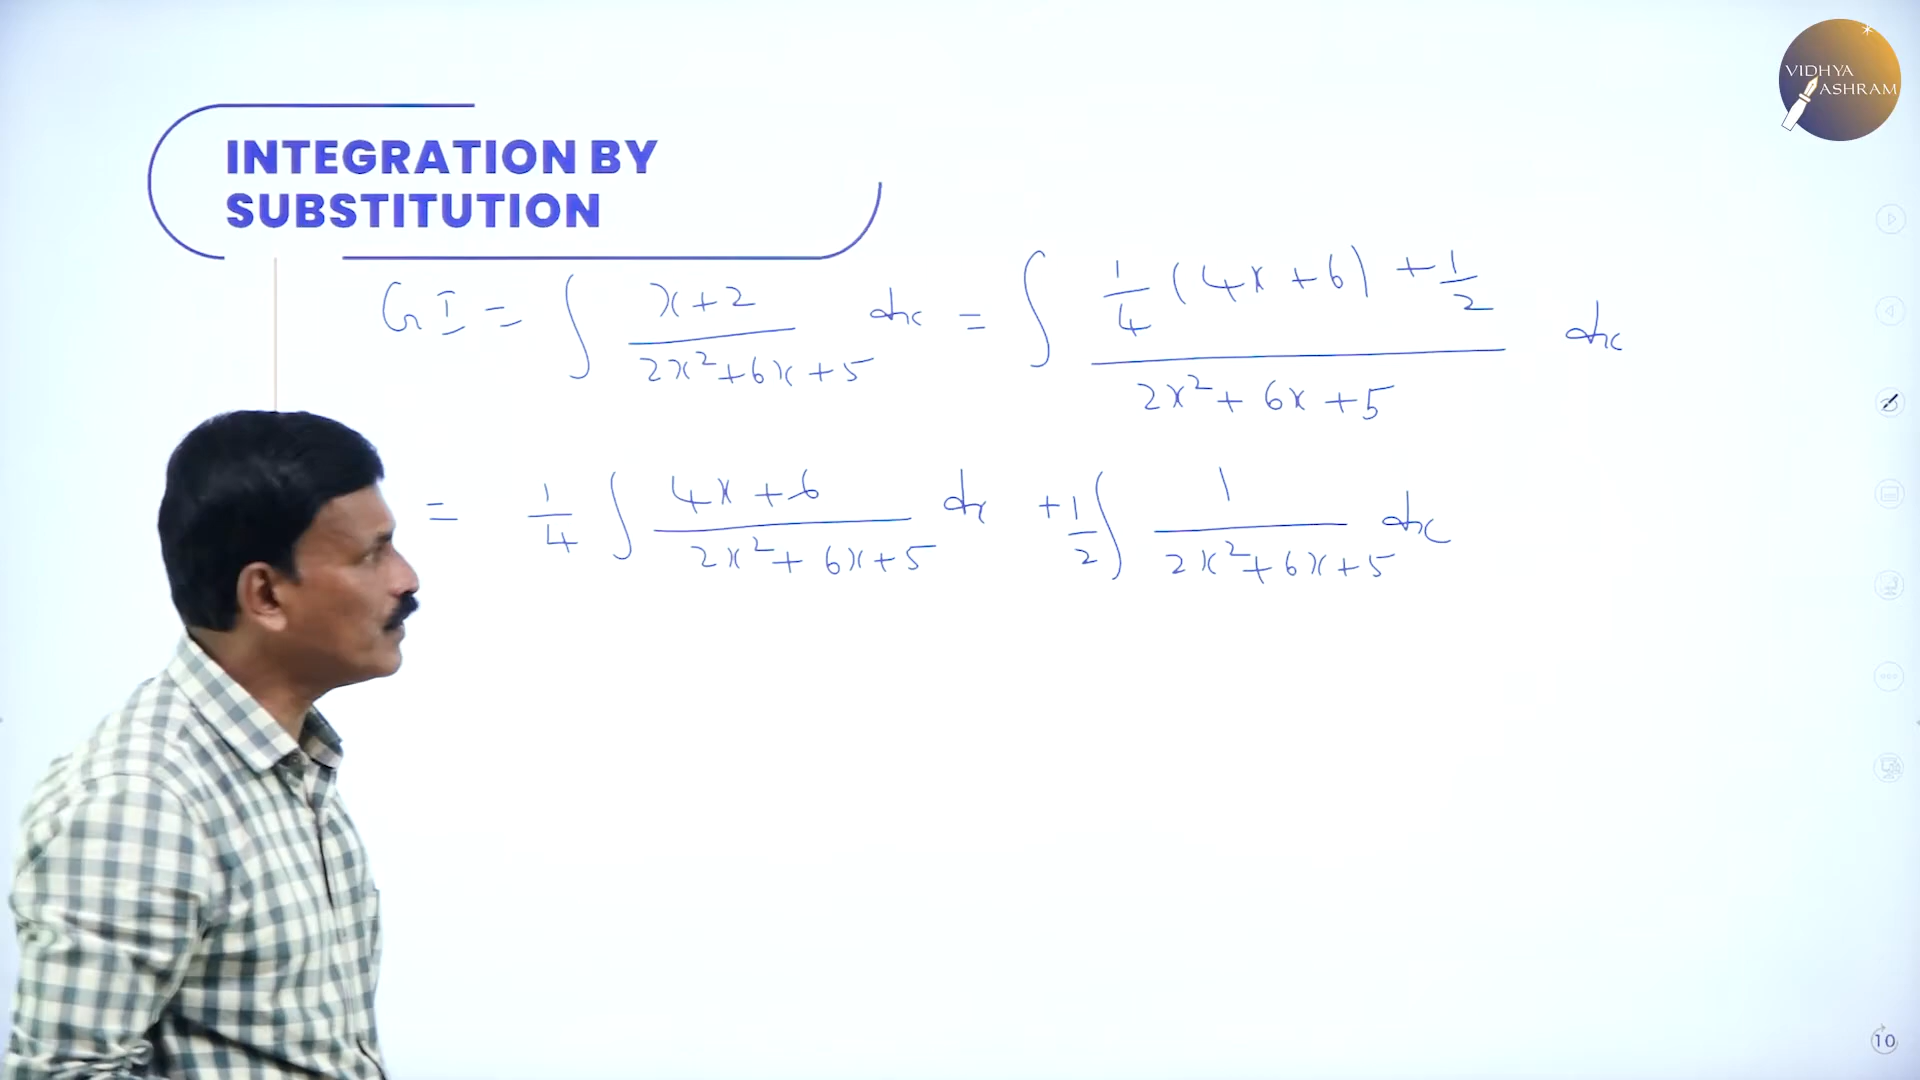 VIDHYA
ASHRAM
INTEGRATION BY
SUBSTITUTION
GI = ∫ (x+2)/(2x²+6x+5) dx = ∫ (1/4 (4x+6) + 1/2)/(2x²+6x+5) dx
= 1/4 ∫ (4x+6)/(2x²+6x+5) dx + 1/2 ∫ 1/(2x²+6x+5) dx
10